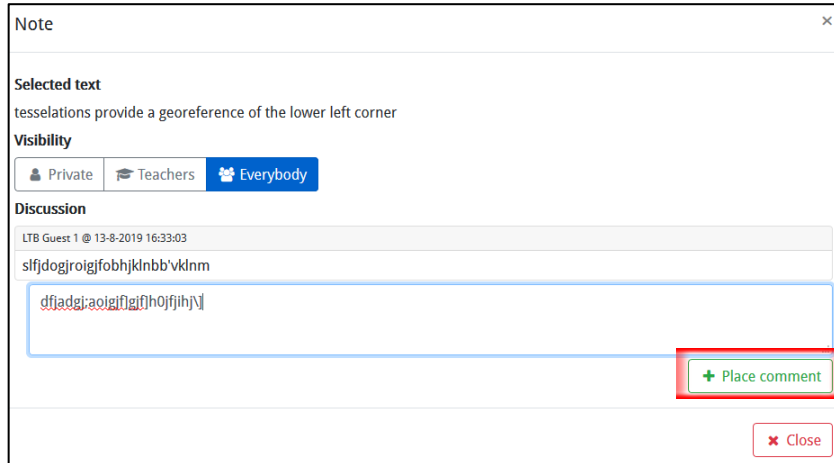 Note ×
Selected text
tesselations provide a georeference of the lower left corner
Visibility
Private Teachers Everybody
Discussion
LTB Guest 1 @ 13-8-2019 16:33:03
slfjdogjroigjfobhjklnbb'vklnm
dfjadgj;aoigjf]gjf]h0jfjihj\]
+ Place comment
× Close